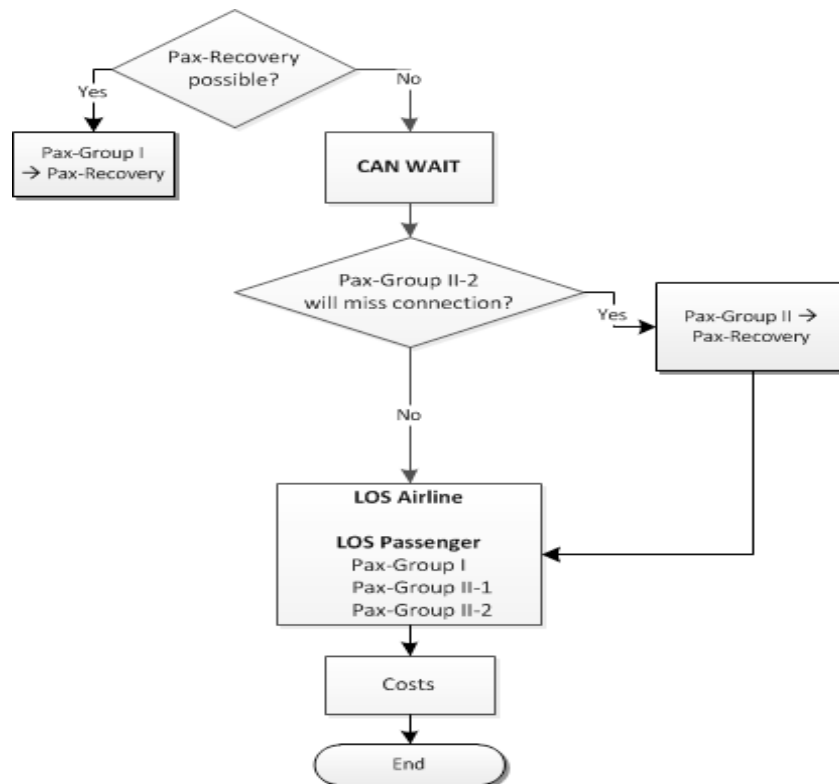 Pax-Recovery
possible?
Yes
No
Pax-Group I
→ Pax-Recovery
CAN WAIT
Pax-Group II-2
will miss connection?
Yes
Pax-Group II →
Pax-Recovery
No
LOS Airline
LOS Passenger
Pax-Group I
Pax-Group II-1
Pax-Group II-2
Costs
End